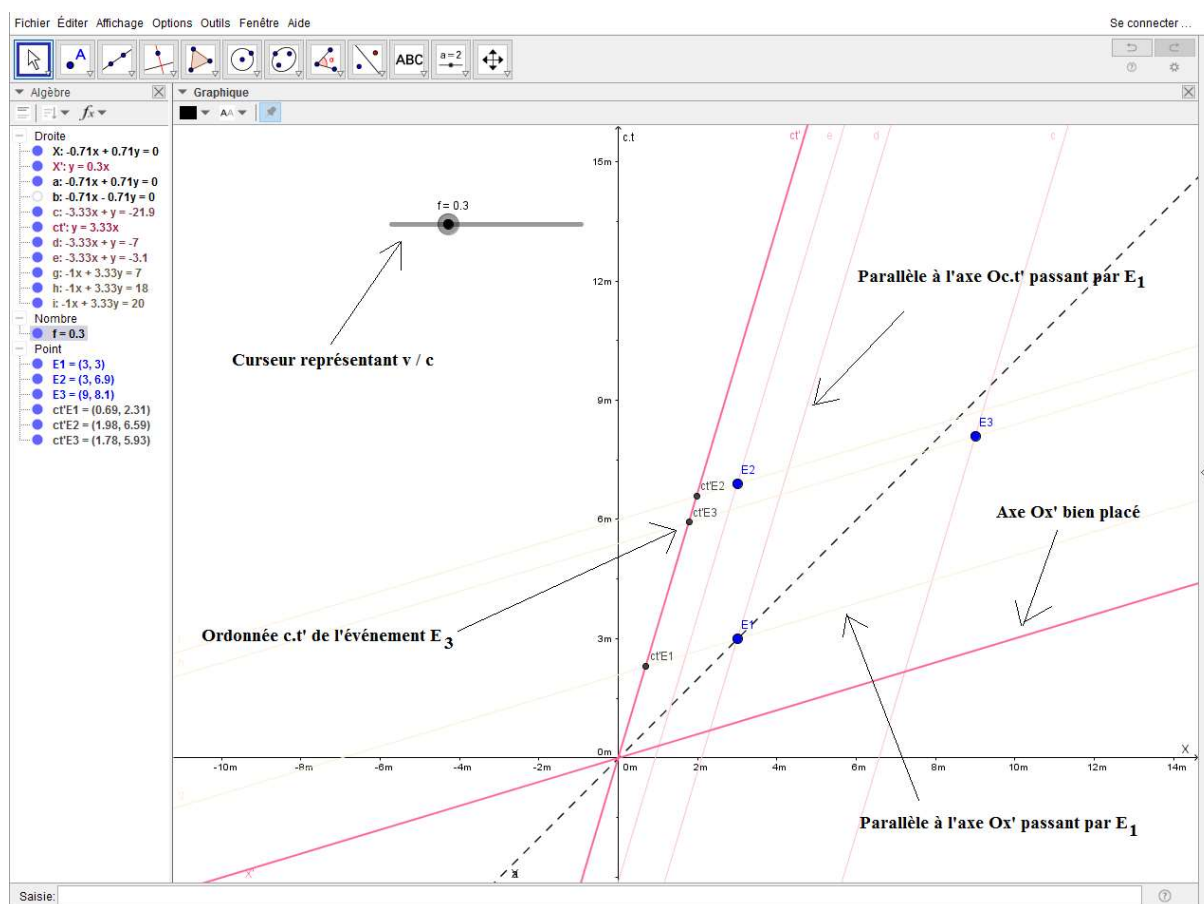 Fichier Éditer Affichage Options Outils Fenêtre Aide
Se connecter ...
A
ABC
a=2
Algèbre
Graphique
fx
AA
Droite
X: -0.71x + 0.71y = 0
X': y = 0.3x
a: -0.71x + 0.71y = 0
b: -0.71x - 0.71y = 0
c: -3.33x + y = -21.9
ct': y = 3.33x
d: -3.33x + y = -7
e: -3.33x + y = -3.1
g: -1x + 3.33y = 7
h: -1x + 3.33y = 18
i: -1x + 3.33y = 20
Nombre
f = 0.3
Point
E1 = (3, 3)
E2 = (3, 6.9)
E3 = (9, 8.1)
ct'E1 = (0.69, 2.31)
ct'E2 = (1.98, 6.59)
ct'E3 = (1.78, 5.93)
c.t
ct'
e
d
c
15m
f = 0.3
Parallèle à l'axe Oc.t' passant par E1
12m
Curseur représentant v / c
9m
E3
E2
ct'E2
ct'E3
6m
Axe Ox' bien placé
Ordonnée c.t' de l'événement E3
E1
3m
ct'E1
h
0m
X
-10m -8m -6m -4m -2m 0m 2m 4m 6m 8m 10m 12m 14m
Parallèle à l'axe Ox' passant par E1
X'
a
Saisie: